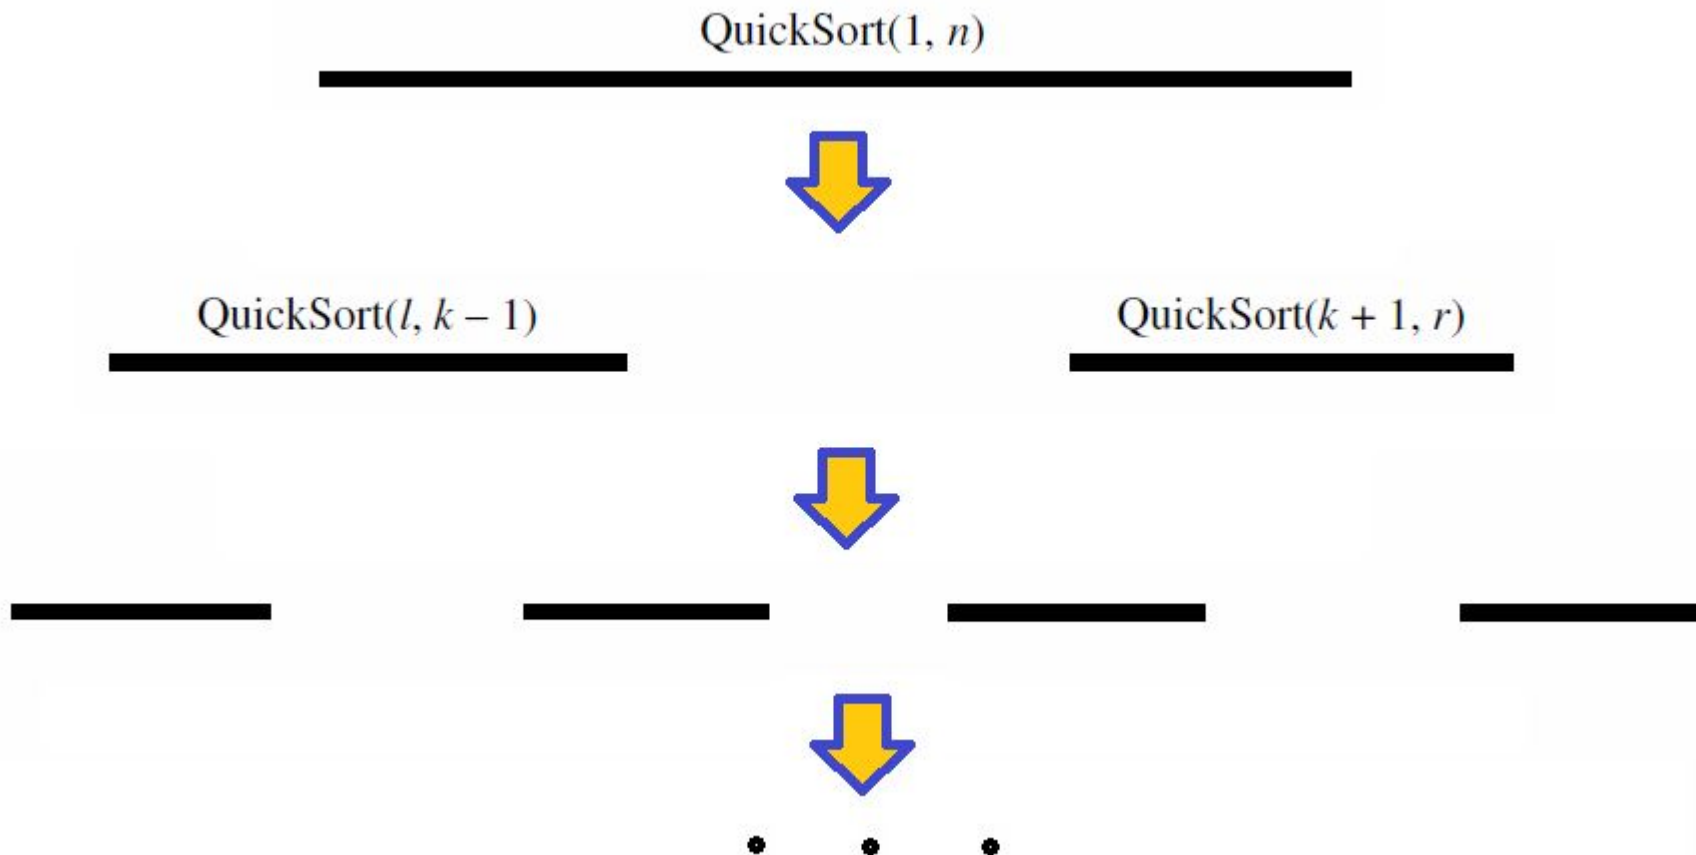 QuickSort(1, n)
QuickSort(l, k – 1)
QuickSort(k + 1, r)